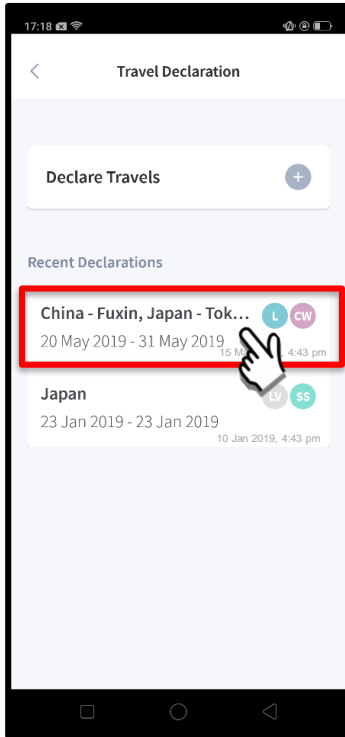 17:18
Travel Declaration
Declare Travels
Recent Declarations
China - Fuxin, Japan - Tok...
L CW
20 May 2019 - 31 May 2019
15 , 4:43 pm
Japan
LV SS
23 Jan 2019 - 23 Jan 2019
10 Jan 2019, 4:43 pm